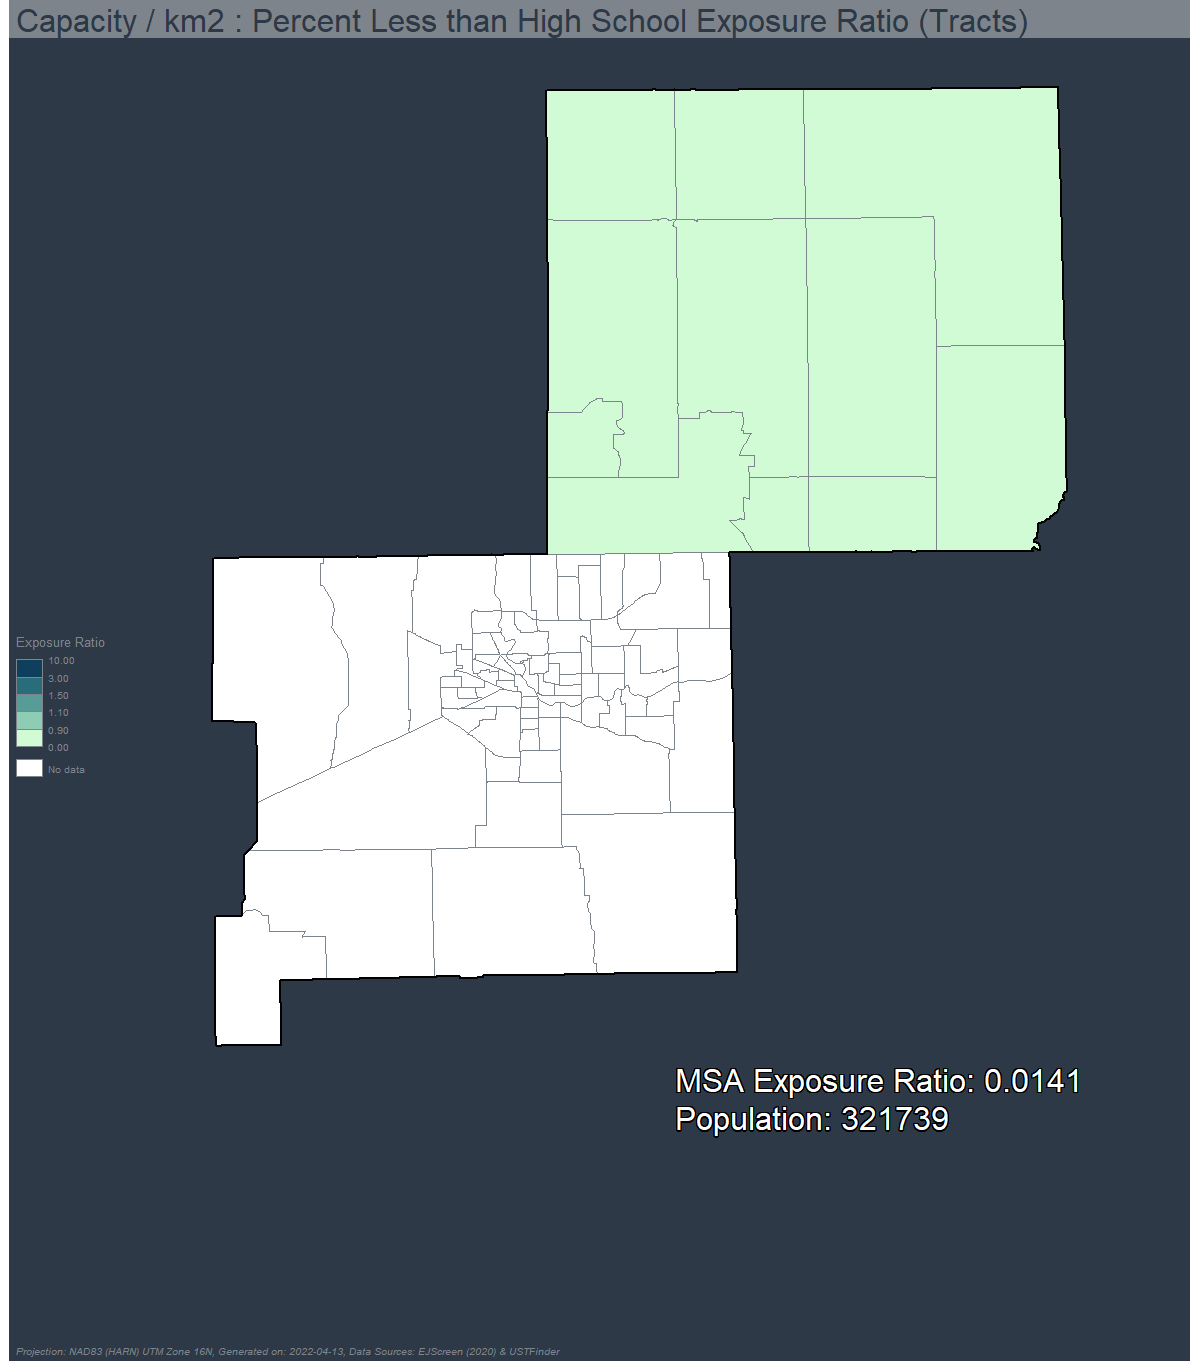 Capacity / km2 : Percent Less than High School Exposure Ratio (Tracts)
Exposure Ratio
10.00
3.00
1.50
1.10
0.90
0.00
No data
MSA Exposure Ratio: 0.0141
Population: 321739
Projection: NAD83 (HARN) UTM Zone 16N, Generated on: 2022-04-13, Data Sources: EJScreen (2020) & USTFinder